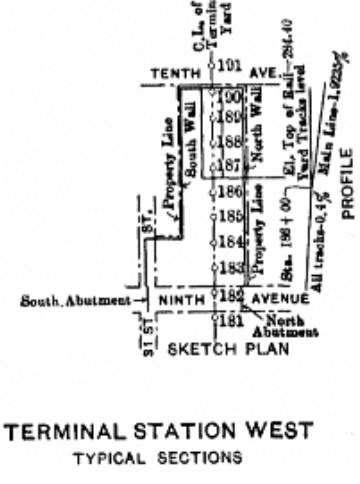 C.L. of
Terminal
Yard
191
TENTH AVE.
190
189
188
187
186
185
184
183
182
181
Property Line
South Wall
North Wall
Property Line
El. Top of Rail—284.40
Yard Tracks level
Sta. 186+00
Main Line-1.923%
All tracks-0.4%
PROFILE
ST.
South. Abutment
NINTH AVENUE
31 ST
North
Abutment
SKETCH PLAN
TERMINAL STATION WEST
TYPICAL SECTIONS